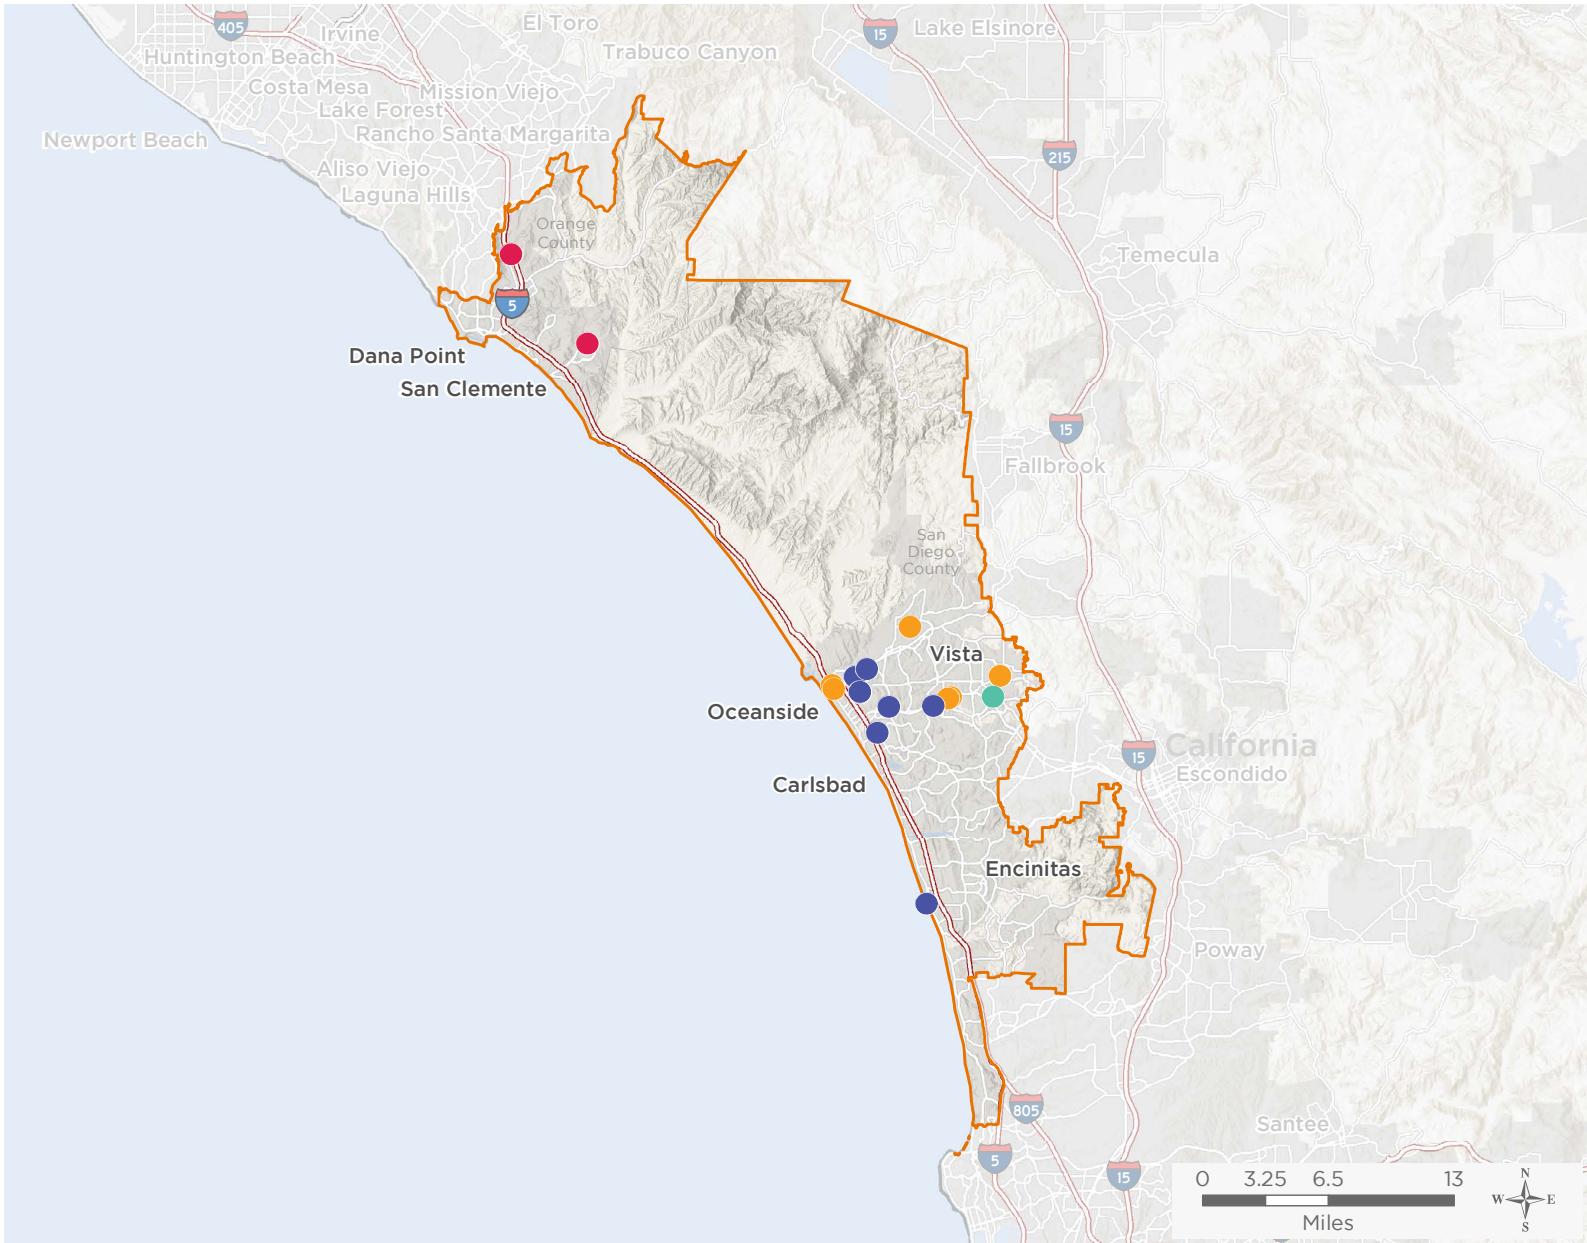 El Toro
405
Irvine
15
Lake Elsinore
Trabuco Canyon
Huntington Beach
Costa Mesa
Mission Viejo
Lake Forest
Rancho Santa Margarita
Newport Beach
215
Aliso Viejo
Laguna Hills
Orange
County
Temecula
5
Dana Point
San Clemente
15
Fallbrook
San
Diego
County
Vista
Oceanside
California
15
Escondido
Carlsbad
Encinitas
Poway
805
Santee
5
15
0 3.25 6.5 13
Miles
N
W E
S